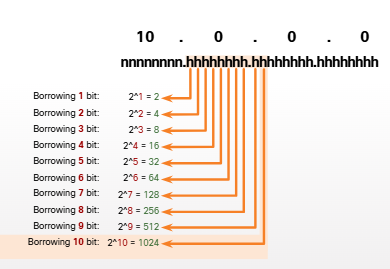 10 . 0 . 0 . 0
nnnnnnnn.hhhhhhhh.hhhhhhhh.hhhhhhhh
Borrowing 1 bit: 2^1 = 2
Borrowing 2 bit: 2^2 = 4
Borrowing 3 bit: 2^3 = 8
Borrowing 4 bit: 2^4 = 16
Borrowing 5 bit: 2^5 = 32
Borrowing 6 bit: 2^6 = 64
Borrowing 7 bit: 2^7 = 128
Borrowing 8 bit: 2^8 = 256
Borrowing 9 bit: 2^9 = 512
Borrowing 10 bit: 2^10 = 1024